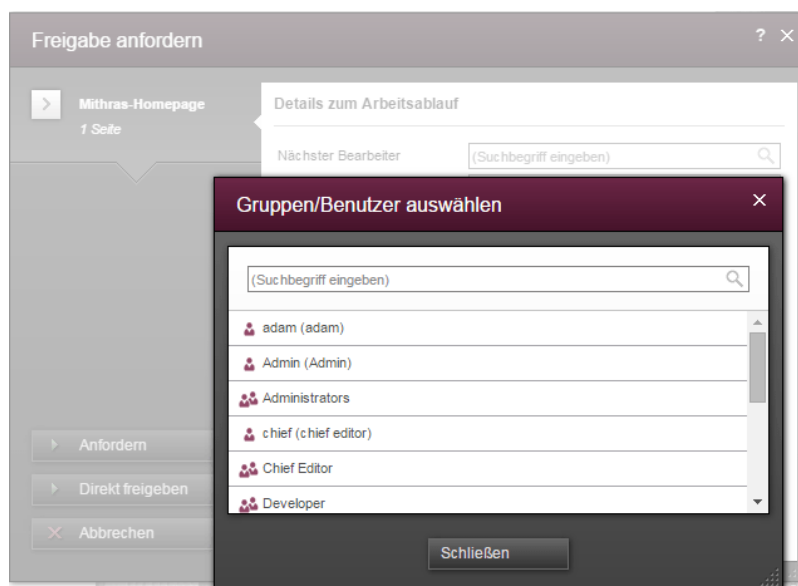 Freigabe anfordern
?
Mithras-Homepage
1 Seite
Details zum Arbeitsablauf
Nächster Bearbeiter
(Suchbegriff eingeben)
Gruppen/Benutzer auswählen
(Suchbegriff eingeben)
adam (adam)
Admin (Admin)
Administrators
chief (chief editor)
Chief Editor
Developer
Schließen
Anfordern
Direkt freigeben
Abbrechen